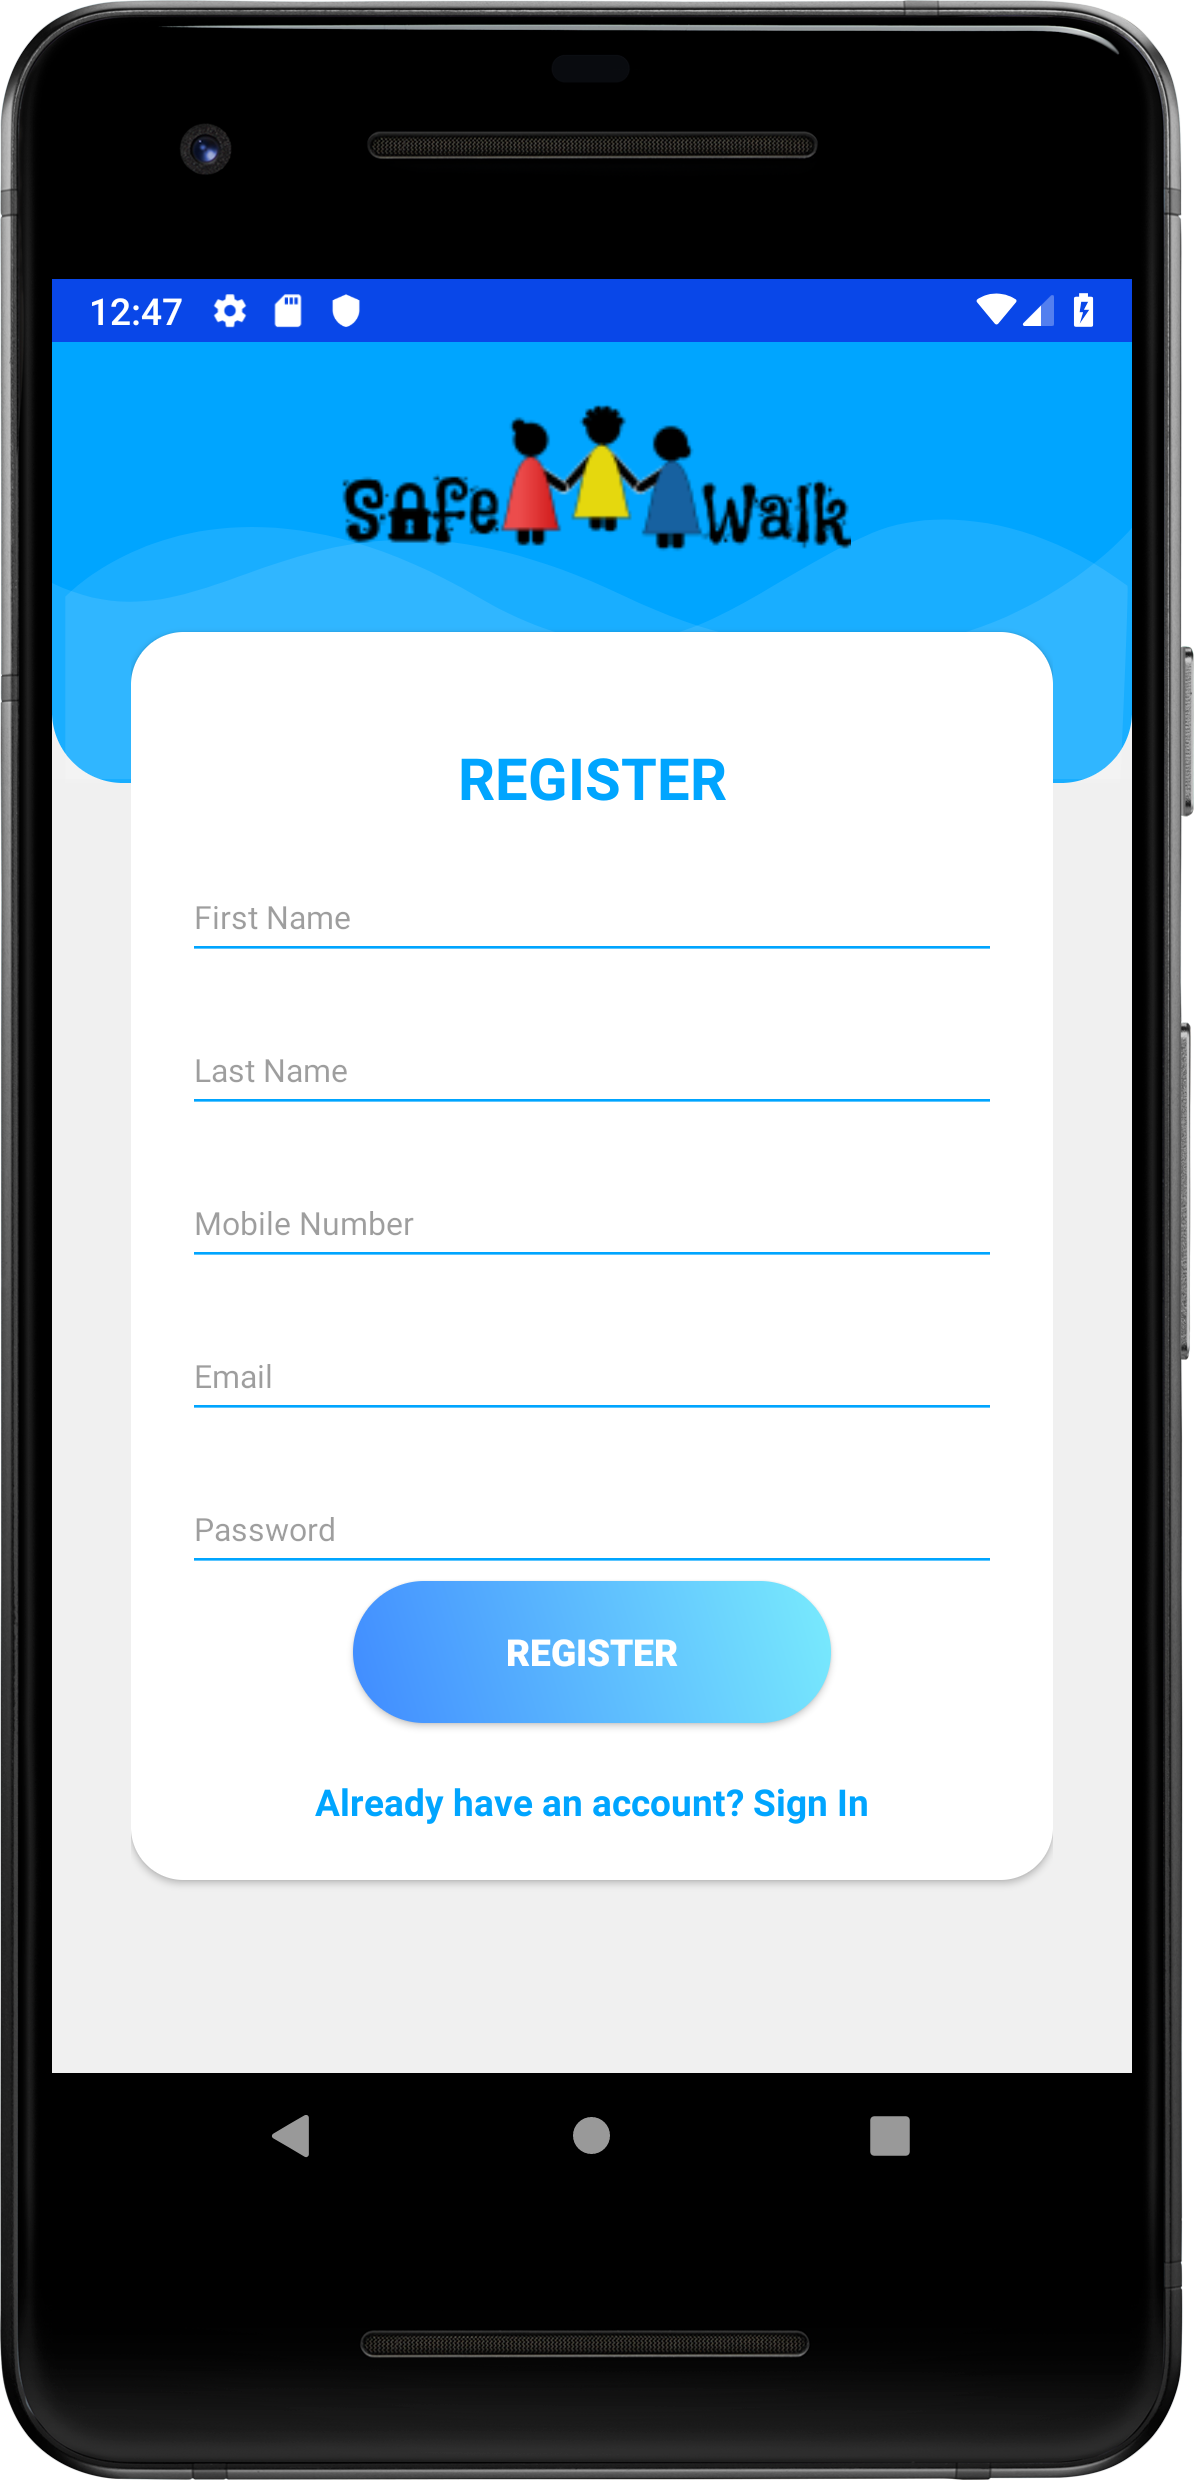 12:47
Safe Walk
REGISTER
First Name
Last Name
Mobile Number
Email
Password
REGISTER
Already have an account? Sign In